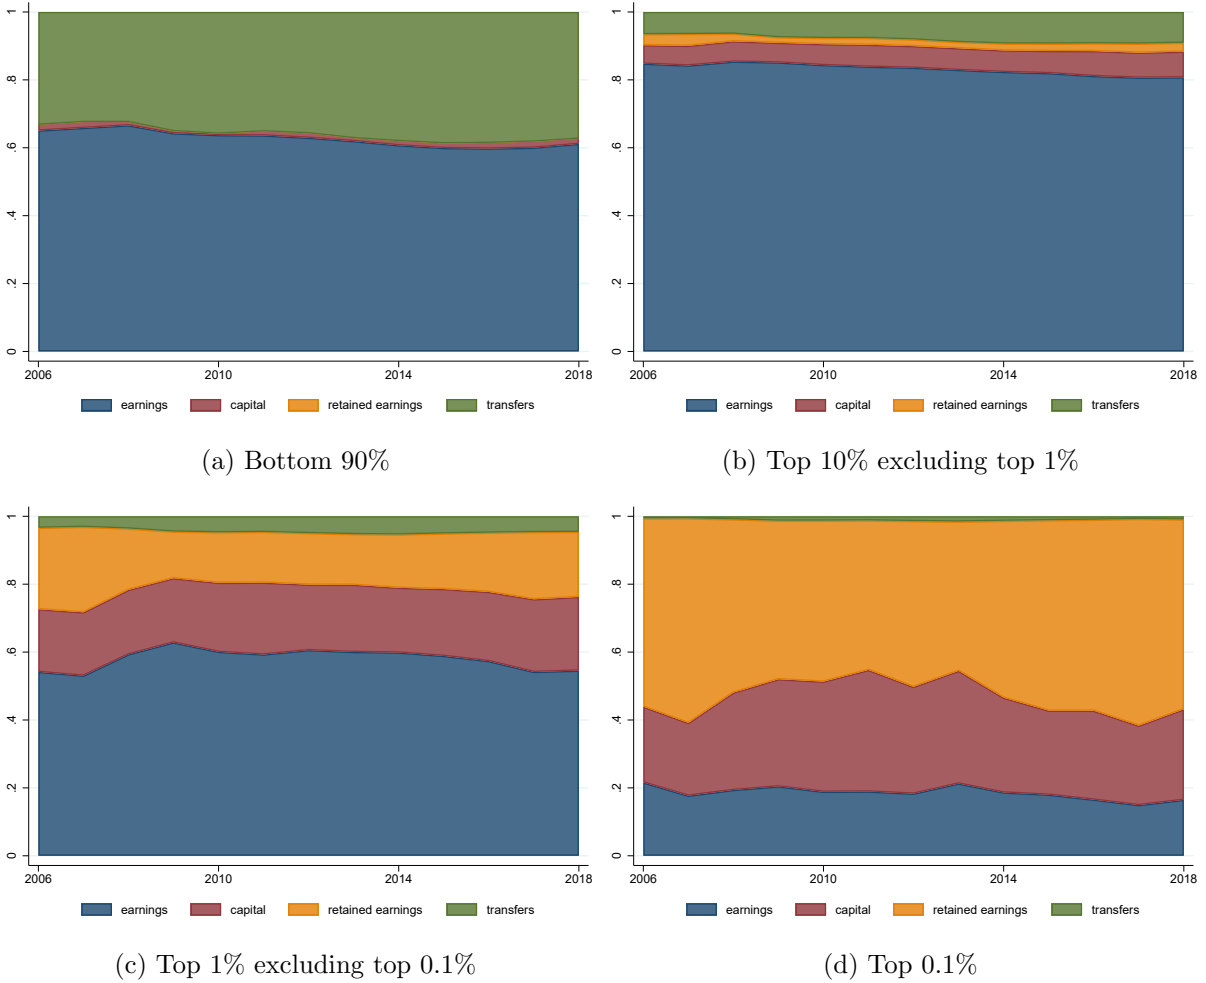 1 1
.8 .8
.6 .6
.4 .4
.2 .2
0 0
2006 2010 2014 2018 2006 2010 2014 2018
earnings capital retained earnings transfers earnings capital retained earnings transfers
(a) Bottom 90% (b) Top 10% excluding top 1%
1 1
.8 .8
.6 .6
.4 .4
.2 .2
0 0
2006 2010 2014 2018 2006 2010 2014 2018
earnings capital retained earnings transfers earnings capital retained earnings transfers
(c) Top 1% excluding top 0.1% (d) Top 0.1%